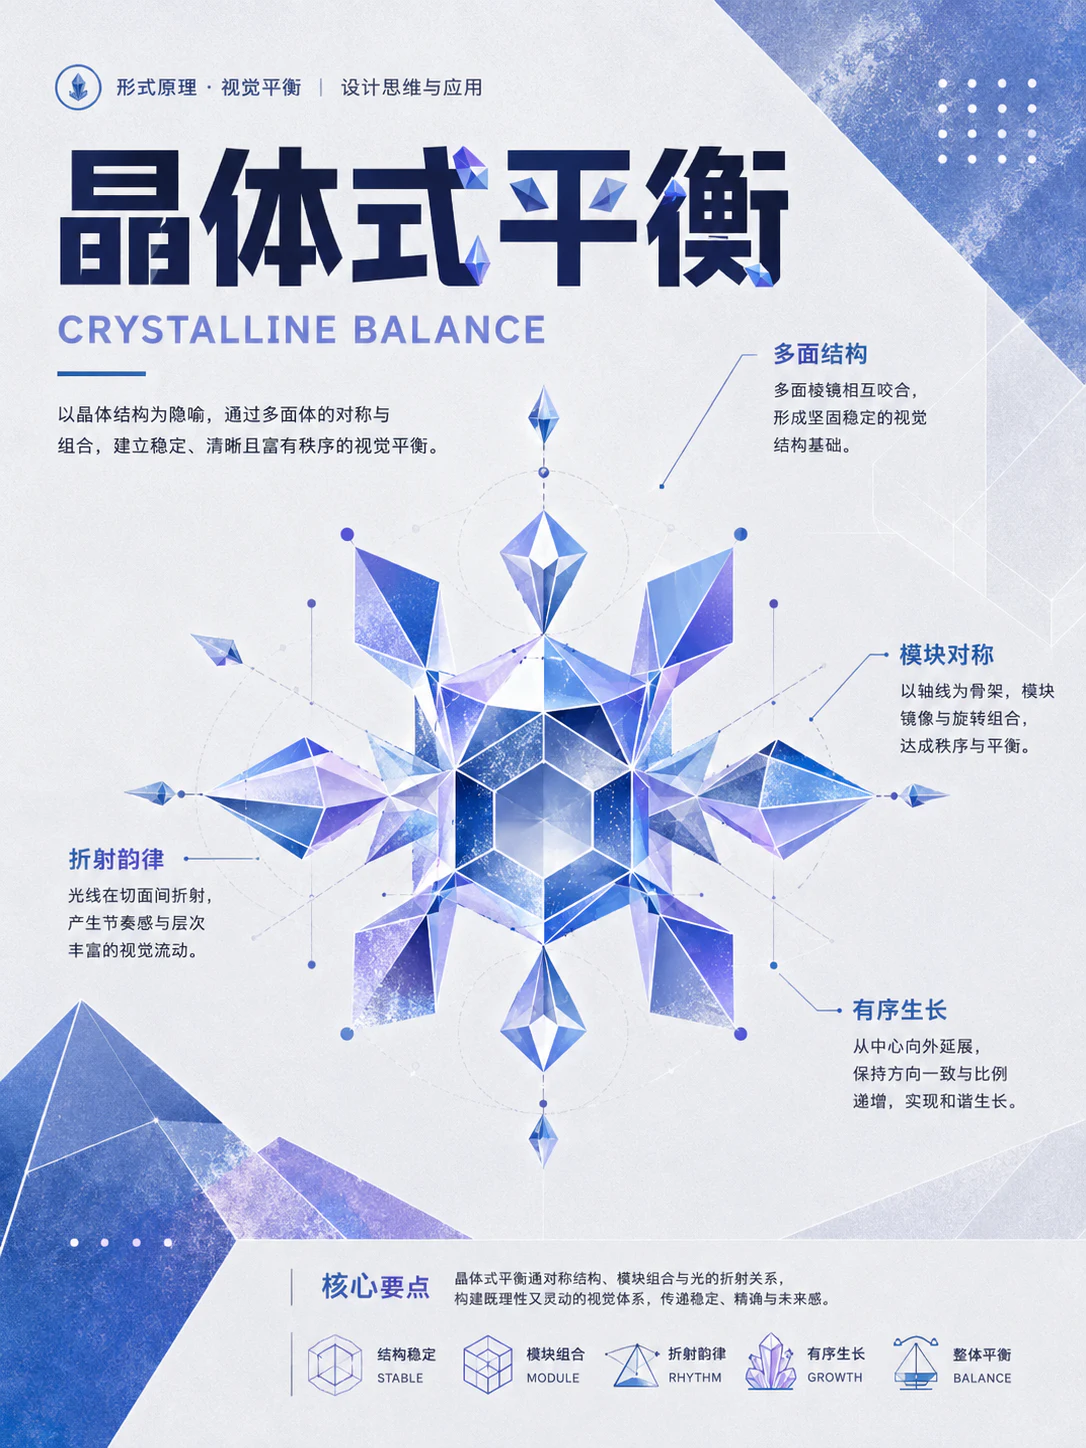 形式原理 · 视觉平衡 | 设计思维与应用
晶体式平衡
CRYSTALLINE BALANCE
以晶体结构为隐喻，通过多面体的对称与
组合，建立稳定、清晰且富有秩序的视觉平衡。
多面结构
多面棱镜相互咬合，
形成坚固稳定的视觉
结构基础。
模块对称
以轴线为骨架，模块
镜像与旋转组合，
达成秩序与平衡。
折射韵律
光线在切面间折射，
产生节奏感与层次
丰富的视觉流动。
有序生长
从中心向外延展，
保持方向一致与比例
递增，实现和谐生长。
核心要点
晶体式平衡通对称结构、模块组合与光的折射关系，
构建既理性又灵动的视觉体系，传递稳定、精确与未来感。
结构稳定
STABLE
模块组合
MODULE
折射韵律
RHYTHM
有序生长
GROWTH
整体平衡
BALANCE